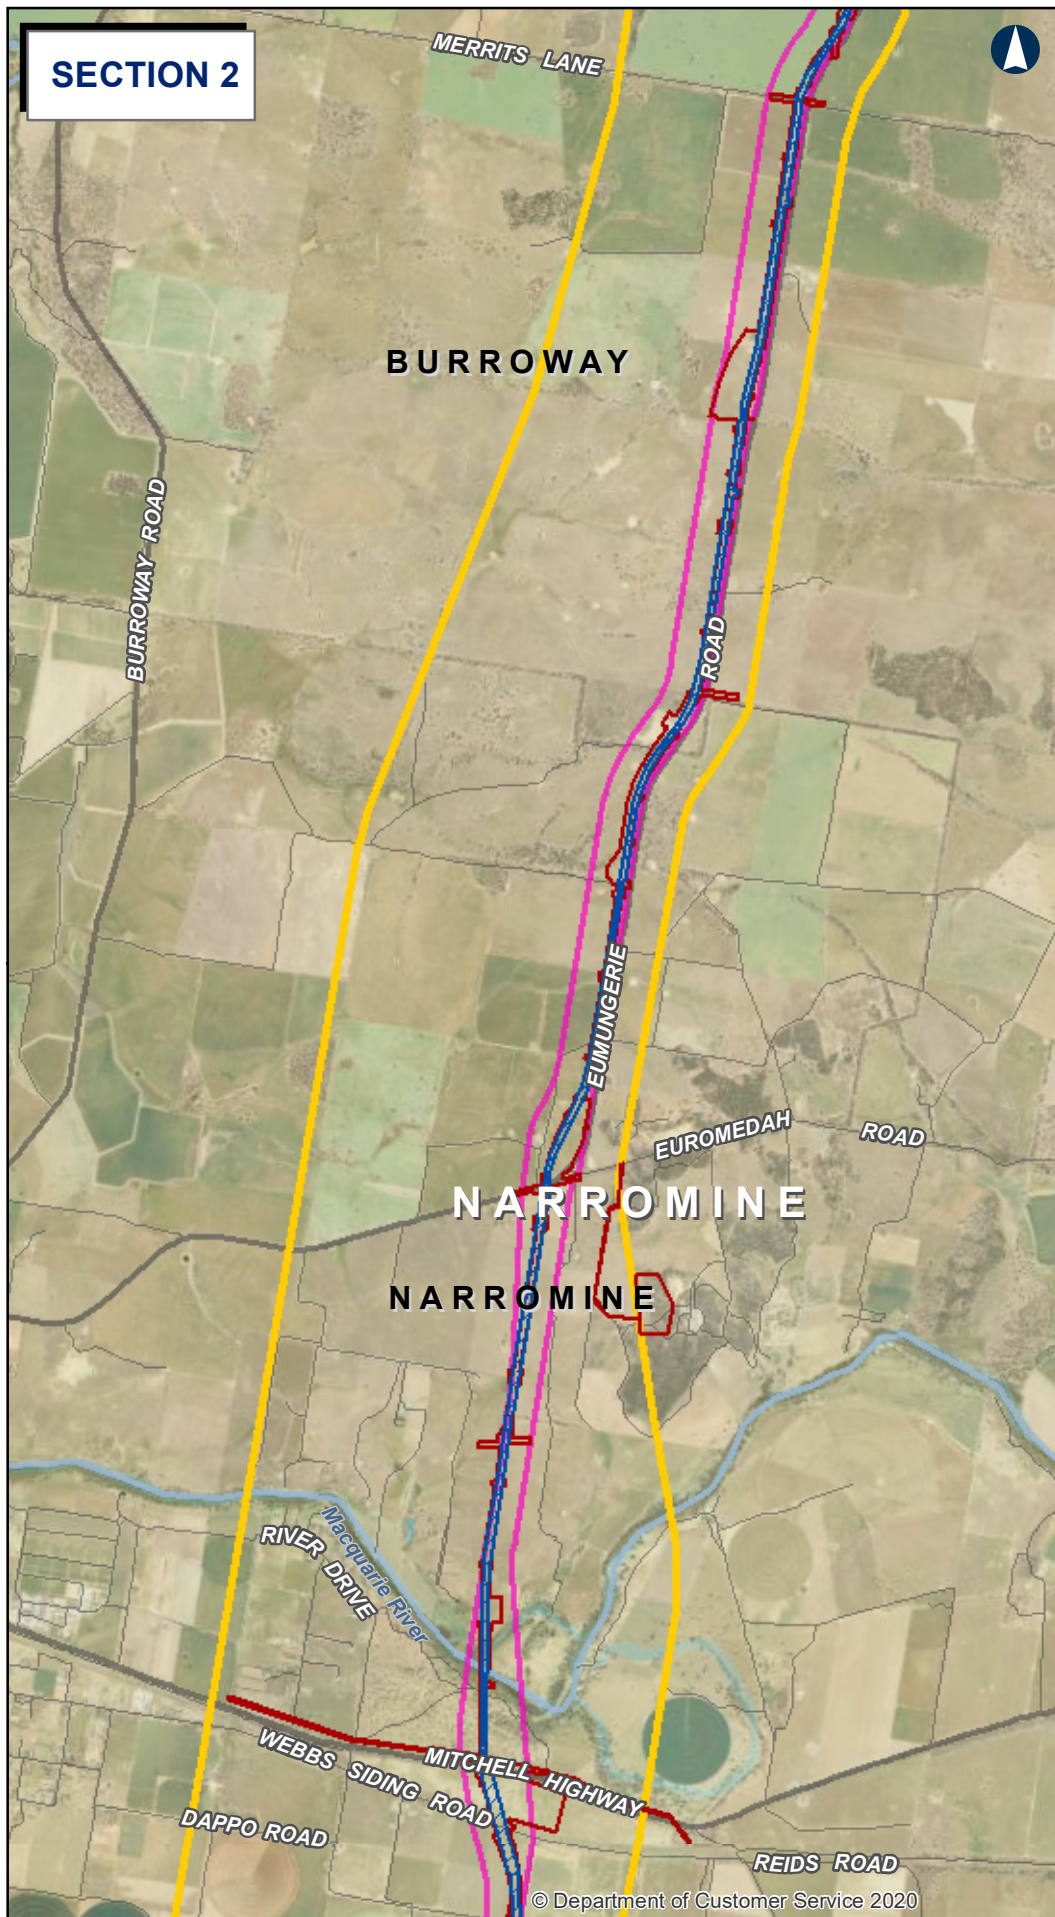 SECTION 2
MERRITS LANE
BURROWAY
BURROWAY ROAD
ROAD
EUMUNGERIE
EUROMEDAH ROAD
NARROMINE
NARROMINE
Macquarie River
RIVER DRIVE
MITCHELL HIGHWAY
WEBBS SIDING ROAD
DAPPO ROAD
REIDS ROAD
© Department of Customer Service 2020